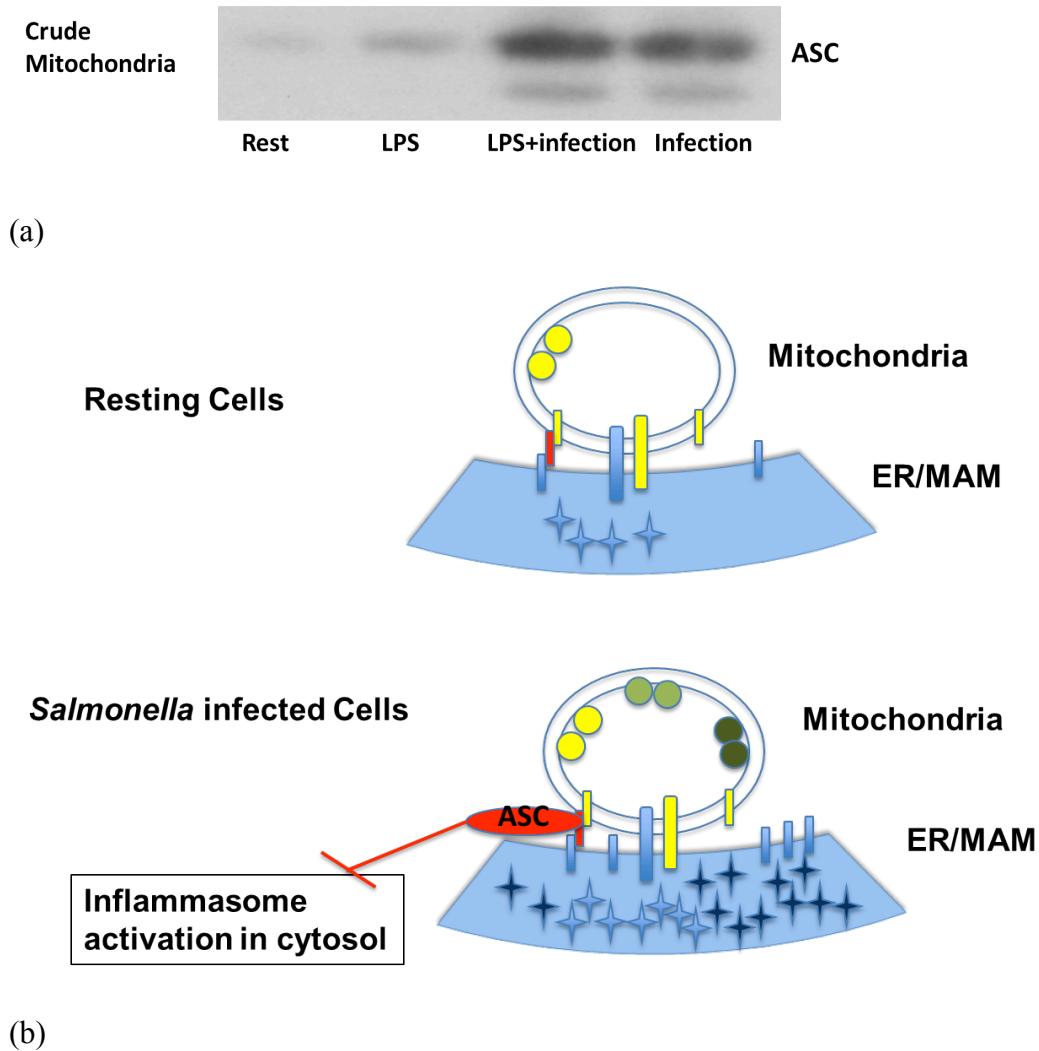 Crude
Mitochondria
ASC
Rest LPS LPS+infection Infection
(a)
Mitochondria
Resting Cells
ER/MAM
Salmonella infected Cells
Mitochondria
ASC
ER/MAM
Inflammasome
activation in cytosol
(b)